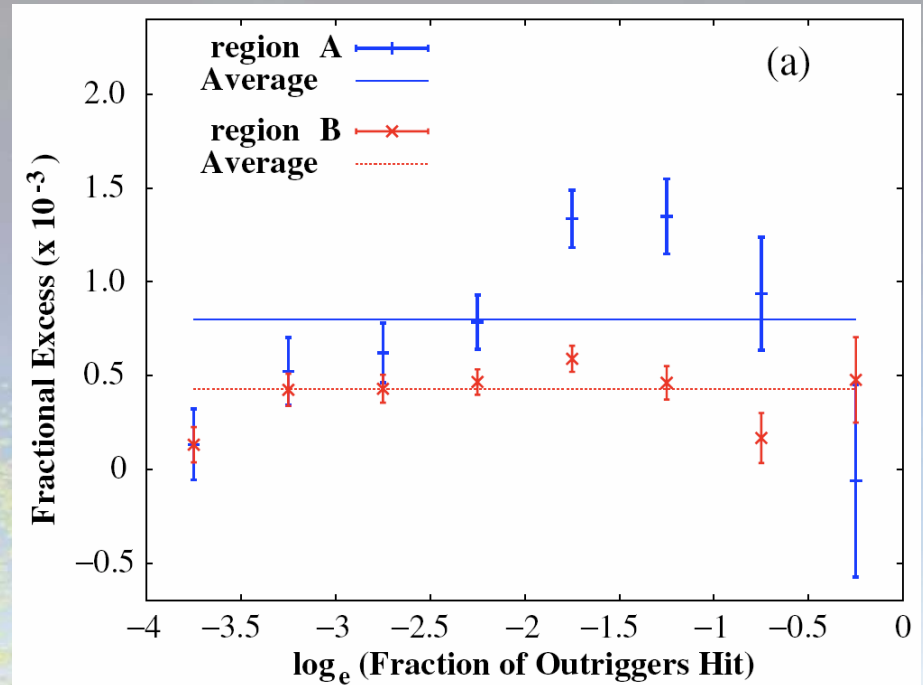 (a)
region A
Average
region B
Average
Fractional Excess (x 10⁻³)
2.0
1.5
1.0
0.5
0
−0.5
−4 −3.5 −3 −2.5 −2 −1.5 −1 −0.5 0
logₑ (Fraction of Outriggers Hit)